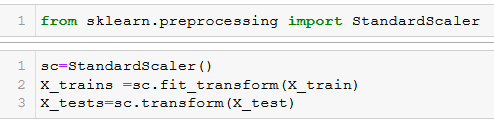 1 from sklearn.preprocessing import StandardScaler
1 sc=StandardScaler()
2 X_trains =sc.fit_transform(X_train)
3 X_tests=sc.transform(X_test)